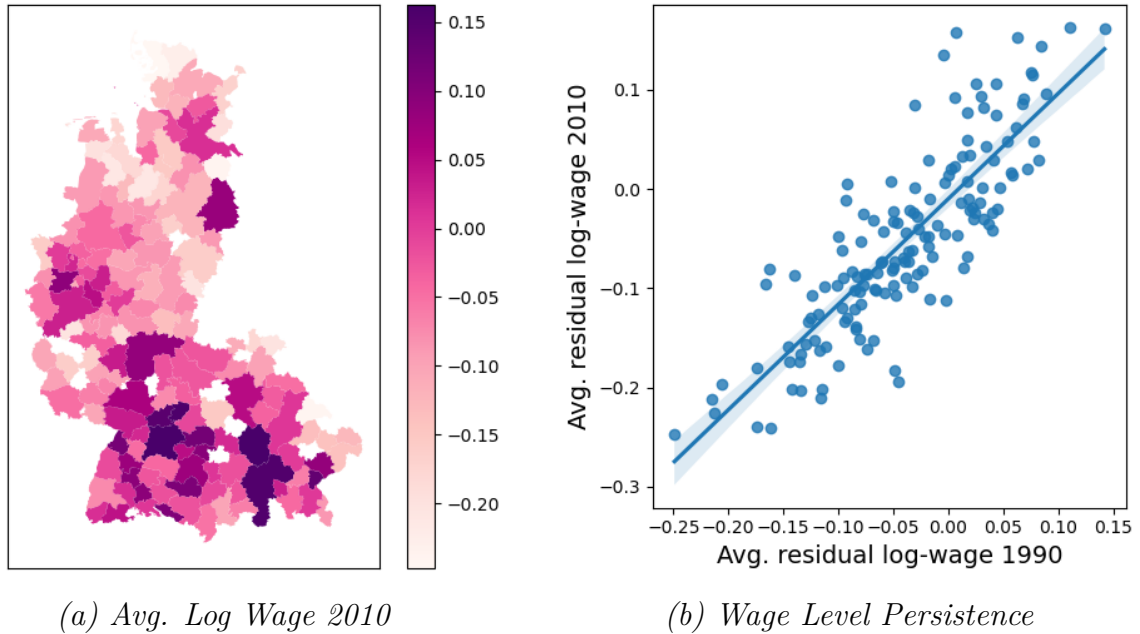 0.15
0.10
0.05
0.00
−0.05
−0.10
−0.15
−0.20
(a) Avg. Log Wage 2010
Avg. residual log-wage 2010
0.1
0.0
−0.1
−0.2
−0.3
−0.25 −0.20 −0.15 −0.10 −0.05 0.00 0.05 0.10 0.15
Avg. residual log-wage 1990
(b) Wage Level Persistence